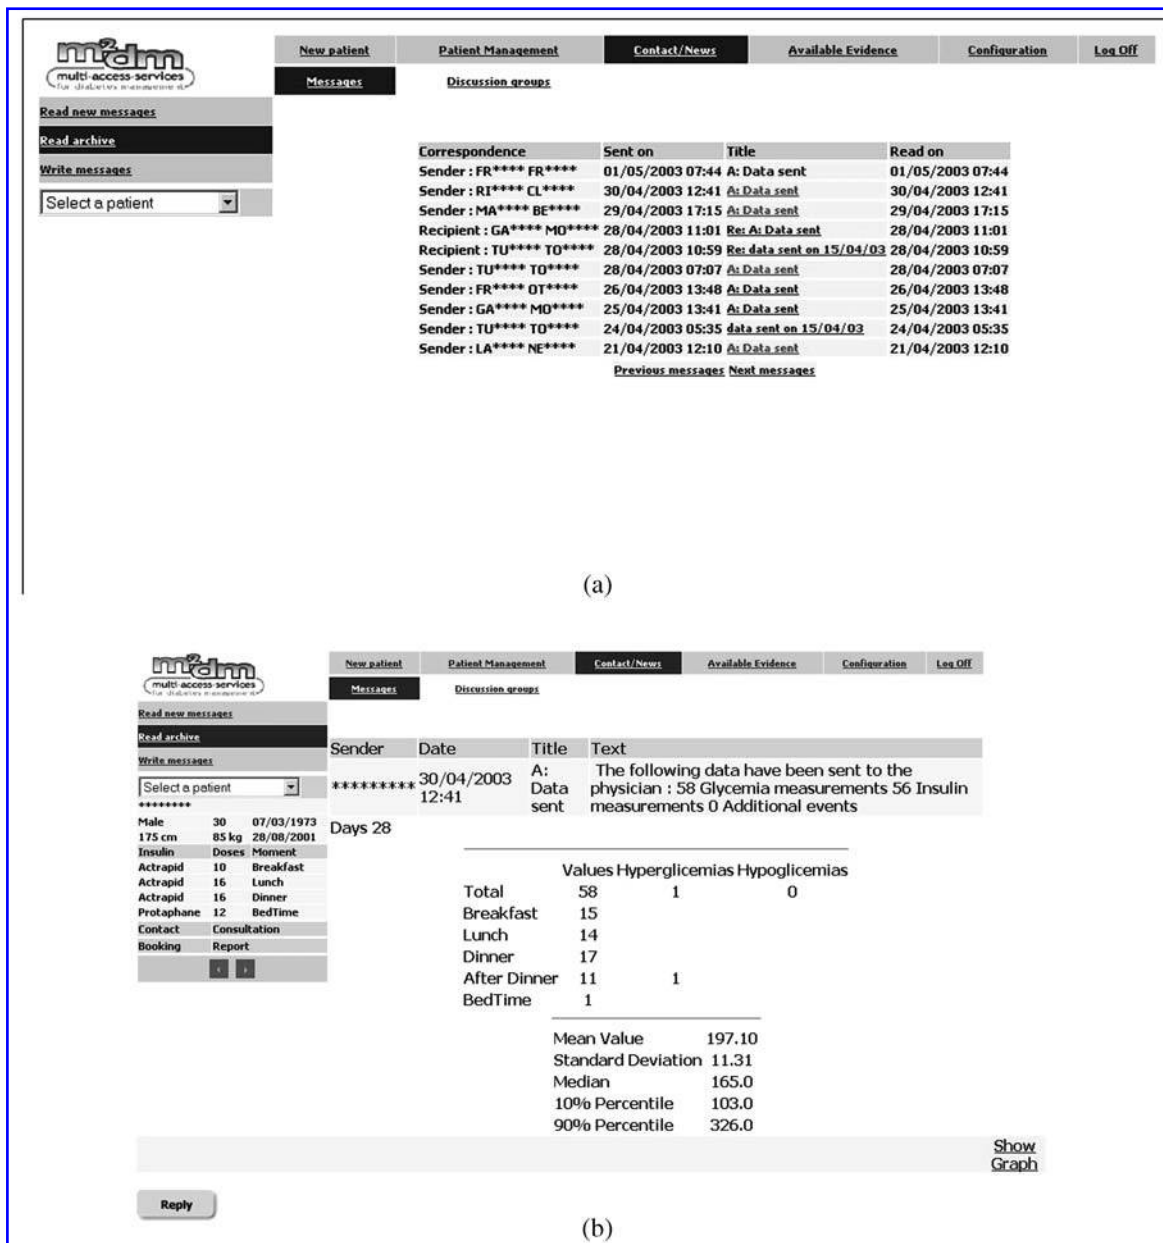 m2dm
multi-access-services
for diabetes management
New patient Patient Management Contact/News Available Evidence Configuration Log Off
Messages Discussion groups
Read new messages
Read archive
Write messages
Select a patient
Correspondence Sent on Title Read on
Sender : FR**** FR**** 01/05/2003 07:44 A: Data sent 01/05/2003 07:44
Sender : RI**** CL**** 30/04/2003 12:41 A: Data sent 30/04/2003 12:41
Sender : MA**** BE**** 29/04/2003 17:15 A: Data sent 29/04/2003 17:15
Recipient : GA**** MO**** 28/04/2003 11:01 Re: A: Data sent 28/04/2003 11:01
Recipient : TU**** TO**** 28/04/2003 10:59 Re: data sent on 15/04/03 28/04/2003 10:59
Sender : TU**** TO**** 28/04/2003 07:07 A: Data sent 28/04/2003 07:07
Sender : FR**** OT**** 26/04/2003 13:48 A: Data sent 26/04/2003 13:48
Sender : GA**** MO**** 25/04/2003 13:41 A: Data sent 25/04/2003 13:41
Sender : TU**** TO**** 24/04/2003 05:35 data sent on 15/04/03 24/04/2003 05:35
Sender : LA**** NE**** 21/04/2003 12:10 A: Data sent 21/04/2003 12:10
Previous messages Next messages
(a)
m2dm
multi-access-services
for diabetes management
New patient Patient Management Contact/News Available Evidence Configuration Log Off
Messages Discussion groups
Read new messages
Read archive
Write messages
Select a patient
********
Male 30 07/03/1973
175 cm 85 kg 28/08/2001
Insulin Doses Moment
Actrapid 10 Breakfast
Actrapid 16 Lunch
Actrapid 16 Dinner
Protaphane 12 BedTime
Contact Consultation
Booking Report
‹ ›
Sender Date Title Text
********* 30/04/2003 12:41 A: Data sent The following data have been sent to the
physician : 58 Glycemia measurements 56 Insulin
measurements 0 Additional events
Days 28
Values Hyperglicemias Hypoglicemias
Total 58 1 0
Breakfast 15
Lunch 14
Dinner 17
After Dinner 11 1
BedTime 1
Mean Value 197.10
Standard Deviation 11.31
Median 165.0
10% Percentile 103.0
90% Percentile 326.0
Show
Graph
Reply
(b)